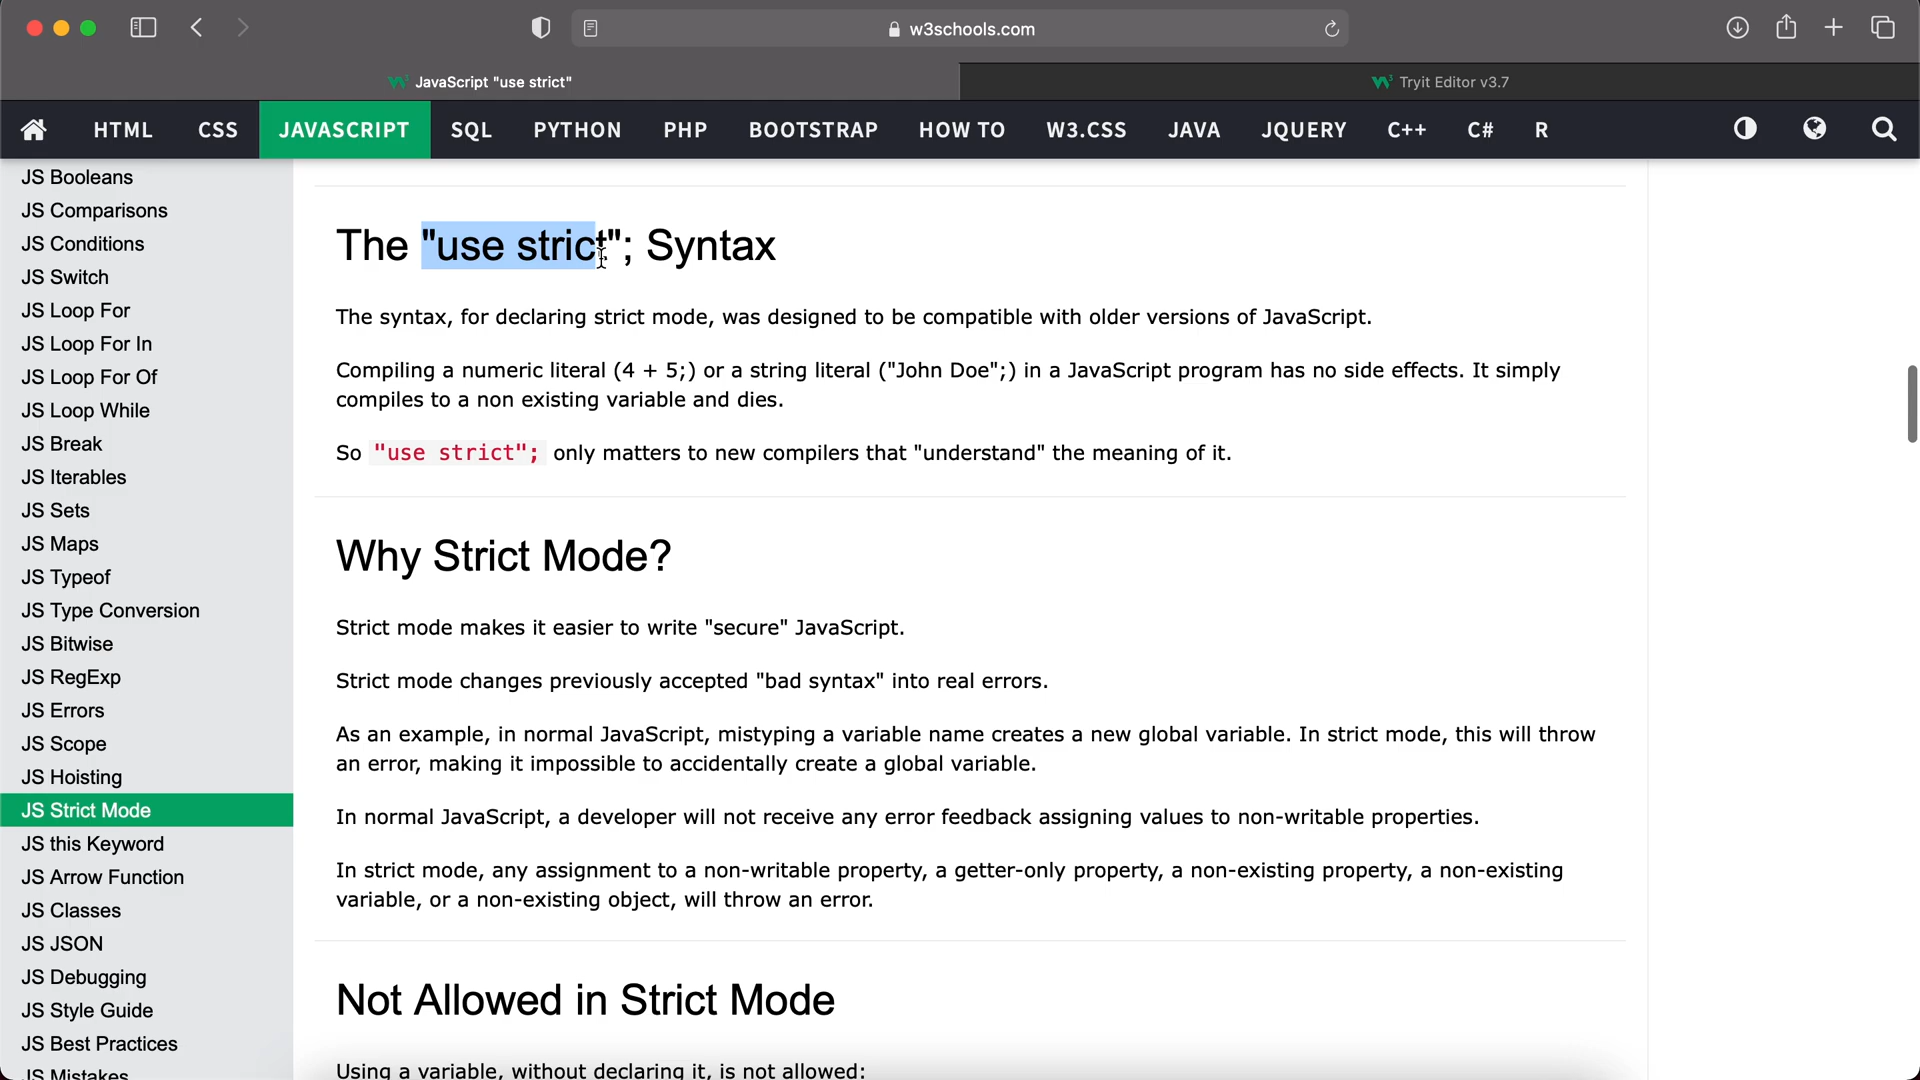 w3schools.com
JavaScript "use strict"
Tryit Editor v3.7
HTML CSS JAVASCRIPT SQL PYTHON PHP BOOTSTRAP HOW TO W3.CSS JAVA JQUERY C++ C# R
JS Booleans
JS Comparisons
JS Conditions
JS Switch
JS Loop For
JS Loop For In
JS Loop For Of
JS Loop While
JS Break
JS Iterables
JS Sets
JS Maps
JS Typeof
JS Type Conversion
JS Bitwise
JS RegExp
JS Errors
JS Scope
JS Hoisting
JS Strict Mode
JS this Keyword
JS Arrow Function
JS Classes
JS JSON
JS Debugging
JS Style Guide
JS Best Practices
JS Mistakes
The "use strict"; Syntax
The syntax, for declaring strict mode, was designed to be compatible with older versions of JavaScript.
Compiling a numeric literal (4 + 5;) or a string literal ("John Doe";) in a JavaScript program has no side effects. It simply
compiles to a non existing variable and dies.
So "use strict"; only matters to new compilers that "understand" the meaning of it.
Why Strict Mode?
Strict mode makes it easier to write "secure" JavaScript.
Strict mode changes previously accepted "bad syntax" into real errors.
As an example, in normal JavaScript, mistyping a variable name creates a new global variable. In strict mode, this will throw
an error, making it impossible to accidentally create a global variable.
In normal JavaScript, a developer will not receive any error feedback assigning values to non-writable properties.
In strict mode, any assignment to a non-writable property, a getter-only property, a non-existing property, a non-existing
variable, or a non-existing object, will throw an error.
Not Allowed in Strict Mode
Using a variable, without declaring it, is not allowed: